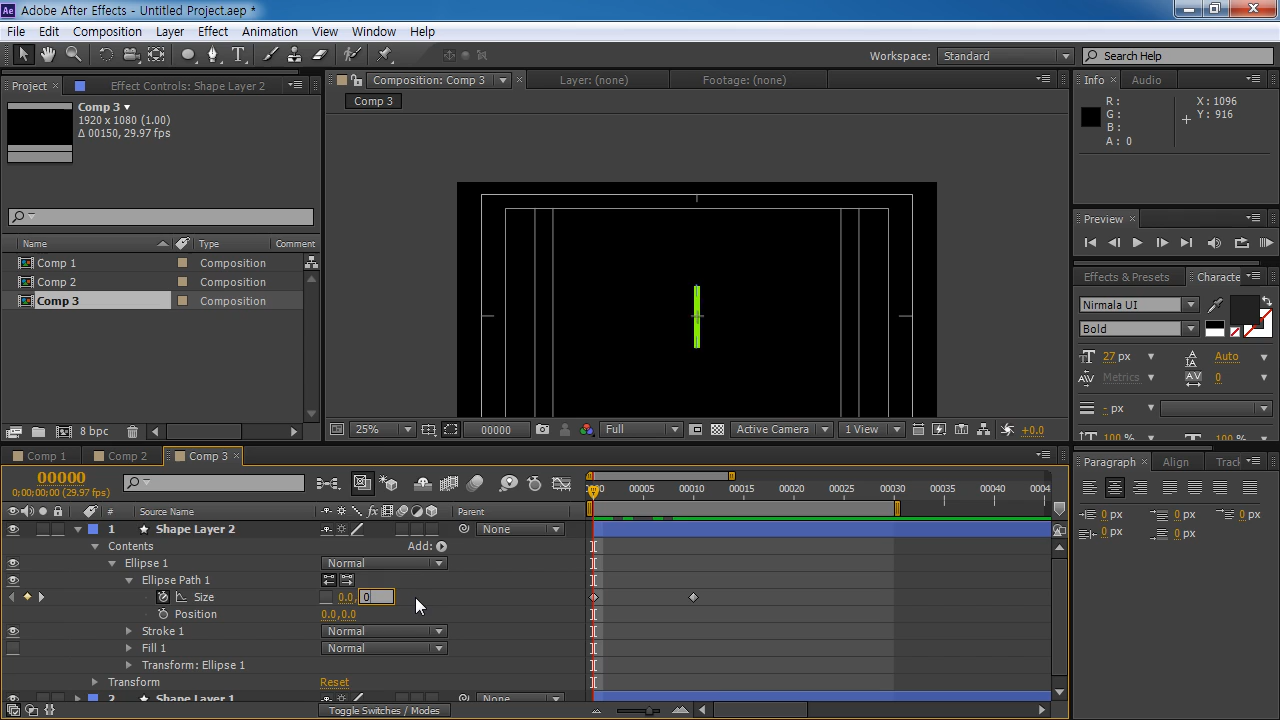 Ae Adobe After Effects - Untitled Project.aep *
File Edit Composition Layer Effect Animation View Window Help
Workspace: Standard Search Help
Project Effect Controls: Shape Layer 2
Composition: Comp 3 Layer: (none) Footage: (none)
Info Audio
Comp 3
1920 x 1080 (1.00)
Δ 00150, 29.97 fps
Comp 3
R : X : 1096
G : Y : 916
B :
A : 0
Preview
Name Type Comment
Comp 1 Composition
Comp 2 Composition
Comp 3 Composition
Effects & Presets Characte
Nirmala UI
Bold
27 px Auto
Metrics 0
- px
100 % 100 %
8 bpc
25% 00000 Full Active Camera 1 View +0.0
Comp 1 Comp 2 Comp 3
Paragraph Align Track
00000
0;00;00;00 (29.97 fps)
00005 00010 00015 00020 00025 00030 00035 00040 0004
# Source Name Parent
1 Shape Layer 2 None
Contents Add:
Ellipse 1 Normal
Ellipse Path 1
Size 0.0, 0
Position 0.0,0.0
Stroke 1 Normal
Fill 1 Normal
Transform: Ellipse 1
Transform Reset
2 Shape Layer 1 None
Toggle Switches / Modes
0 px 0 px 0 px
0 px 0 px